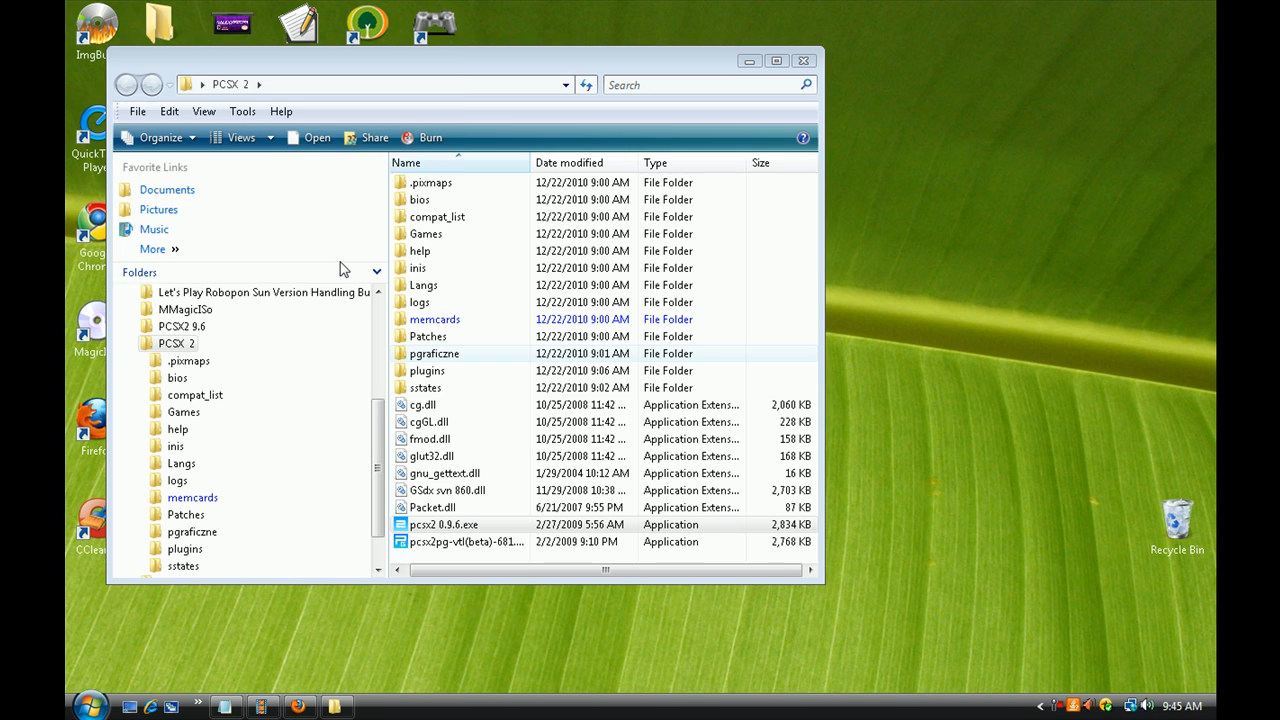 ImgBu
PCSX 2
Search
File Edit View Tools Help
Organize Views Open Share Burn
Favorite Links
Documents
Pictures
Music
More »
Folders
Let's Play Robopon Sun Version Handling Bu
MMagicISo
PCSX2 9.6
PCSX 2
.pixmaps
bios
compat_list
Games
help
inis
Langs
logs
memcards
Patches
pgraficzne
plugins
sstates
Name Date modified Type Size
.pixmaps 12/22/2010 9:00 AM File Folder
bios 12/22/2010 9:00 AM File Folder
compat_list 12/22/2010 9:00 AM File Folder
Games 12/22/2010 9:00 AM File Folder
help 12/22/2010 9:00 AM File Folder
inis 12/22/2010 9:00 AM File Folder
Langs 12/22/2010 9:00 AM File Folder
logs 12/22/2010 9:00 AM File Folder
memcards 12/22/2010 9:00 AM File Folder
Patches 12/22/2010 9:00 AM File Folder
pgraficzne 12/22/2010 9:01 AM File Folder
plugins 12/22/2010 9:06 AM File Folder
sstates 12/22/2010 9:02 AM File Folder
cg.dll 10/25/2008 11:42 ... Application Extens... 2,060 KB
cgGL.dll 10/25/2008 11:42 ... Application Extens... 228 KB
fmod.dll 10/25/2008 11:42 ... Application Extens... 158 KB
glut32.dll 10/25/2008 11:42 ... Application Extens... 168 KB
gnu_gettext.dll 1/29/2004 10:12 AM Application Extens... 16 KB
GSdx svn 860.dll 11/29/2008 10:38 ... Application Extens... 2,703 KB
Packet.dll 6/21/2007 9:55 PM Application Extens... 87 KB
pcsx2 0.9.6.exe 2/27/2009 5:56 AM Application 2,834 KB
pcsx2pg-vtl(beta)-681.... 2/2/2009 9:10 PM Application 2,768 KB
QuickT
Playe
Goog
Chron
MagicI
Firefo
CClea
Recycle Bin
9:45 AM